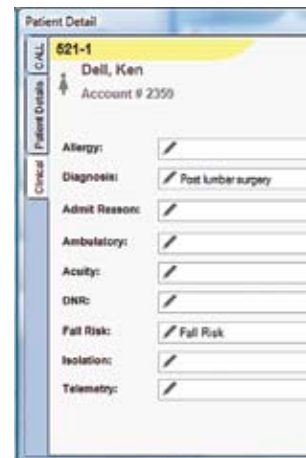 Patient Detail
CALL
Patient Details
Clinical
521-1
Dell, Ken
Account # 2359
Allergy:
Diagnosis: Post lumbar surgery
Admit Reason:
Ambulatory:
Acuity:
DNR:
Fall Risk: Fall Risk
Isolation:
Telemetry: